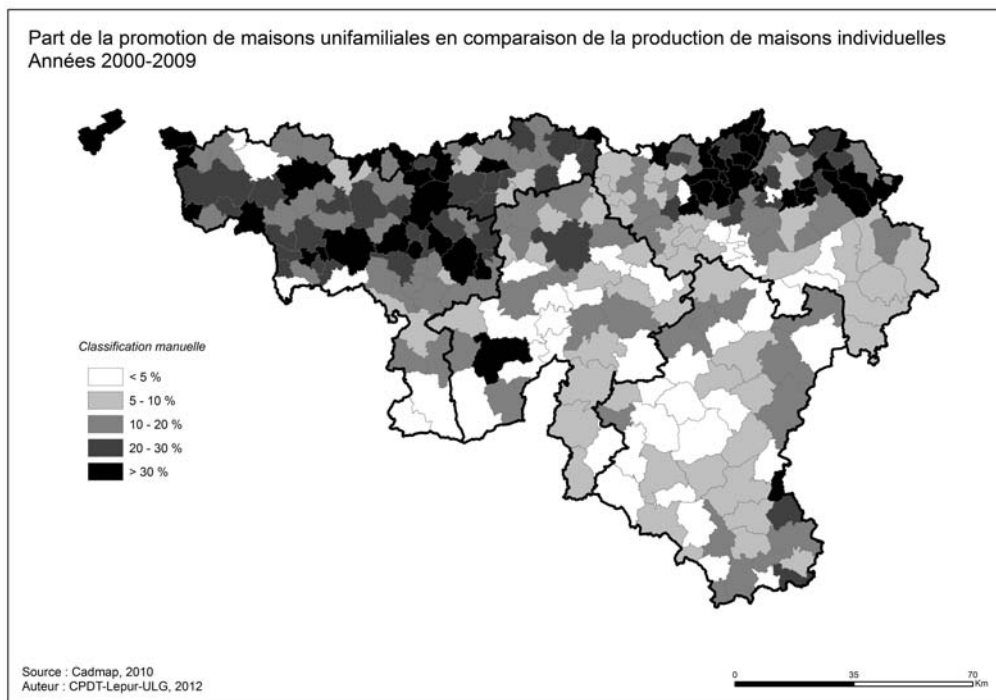 Part de la promotion de maisons unifamiliales en comparaison de la production de maisons individuelles
Années 2000-2009
Classification manuelle
< 5 %
5 - 10 %
10 - 20 %
20 - 30 %
> 30 %
Source : Cadmap, 2010
Auteur : CPDT-Lepur-ULG, 2012
0 35 70
Km